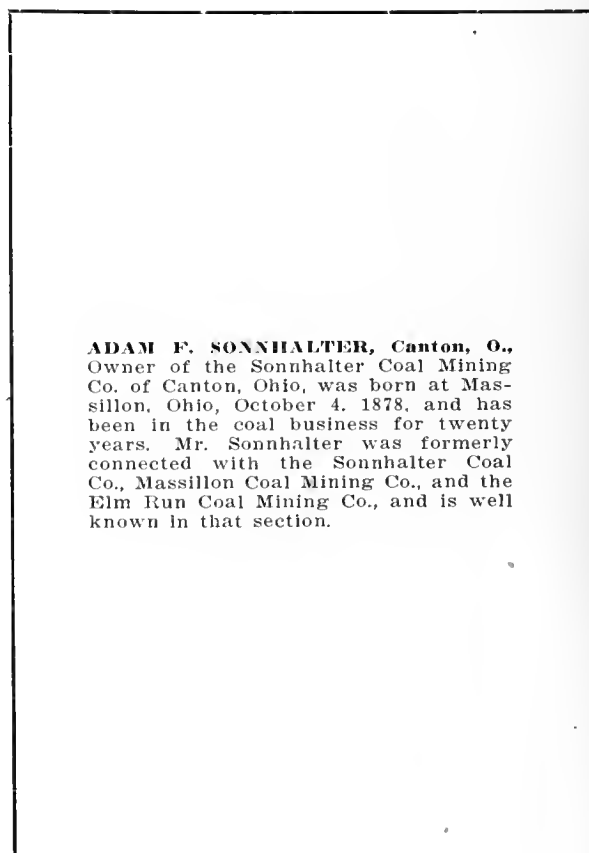 ADAM F. SONNHALTER, Canton, O.,
Owner of the Sonnhalter Coal Mining
Co. of Canton, Ohio, was born at Mas-
sillon, Ohio, October 4. 1878, and has
been in the coal business for twenty
years. Mr. Sonnhalter was formerly
connected with the Sonnhalter Coal
Co., Massillon Coal Mining Co., and the
Elm Run Coal Mining Co., and is well
known in that section.